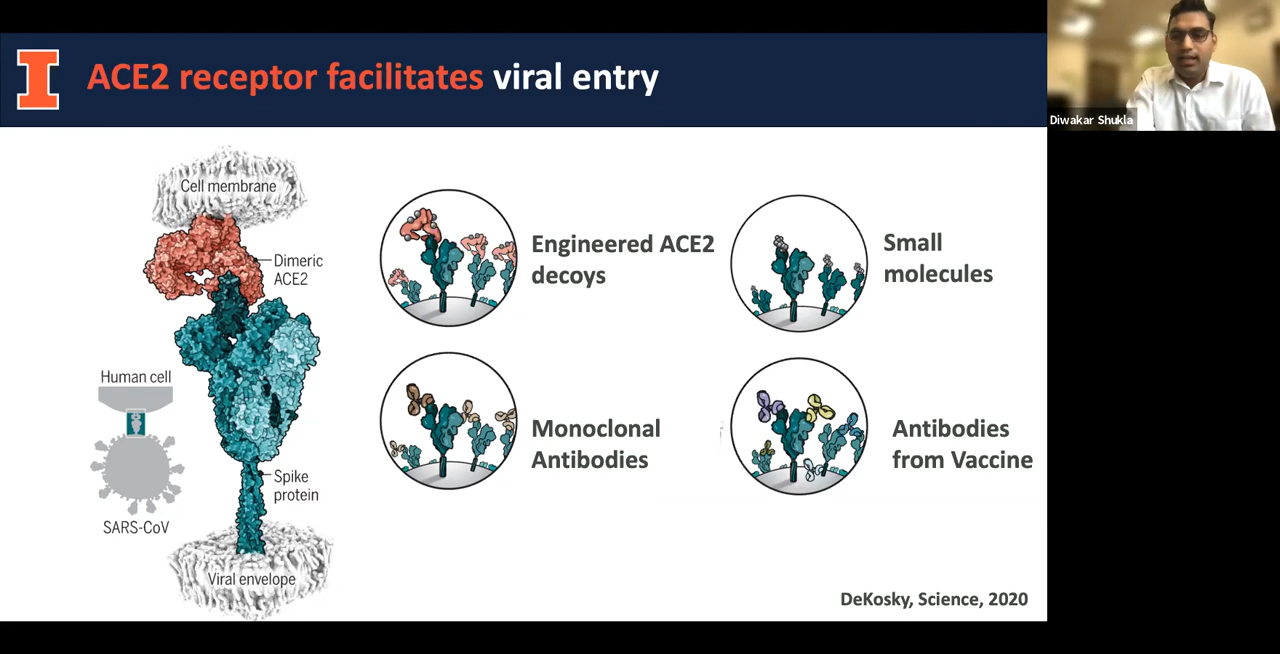 ACE2 receptor facilitates viral entry
Diwakar Shukla
Cell membrane
Dimeric
ACE2
Human cell
SARS-CoV
Spike
protein
Viral envelope
Engineered ACE2
decoys
Small
molecules
Monoclonal
Antibodies
Antibodies
from Vaccine
DeKosky, Science, 2020